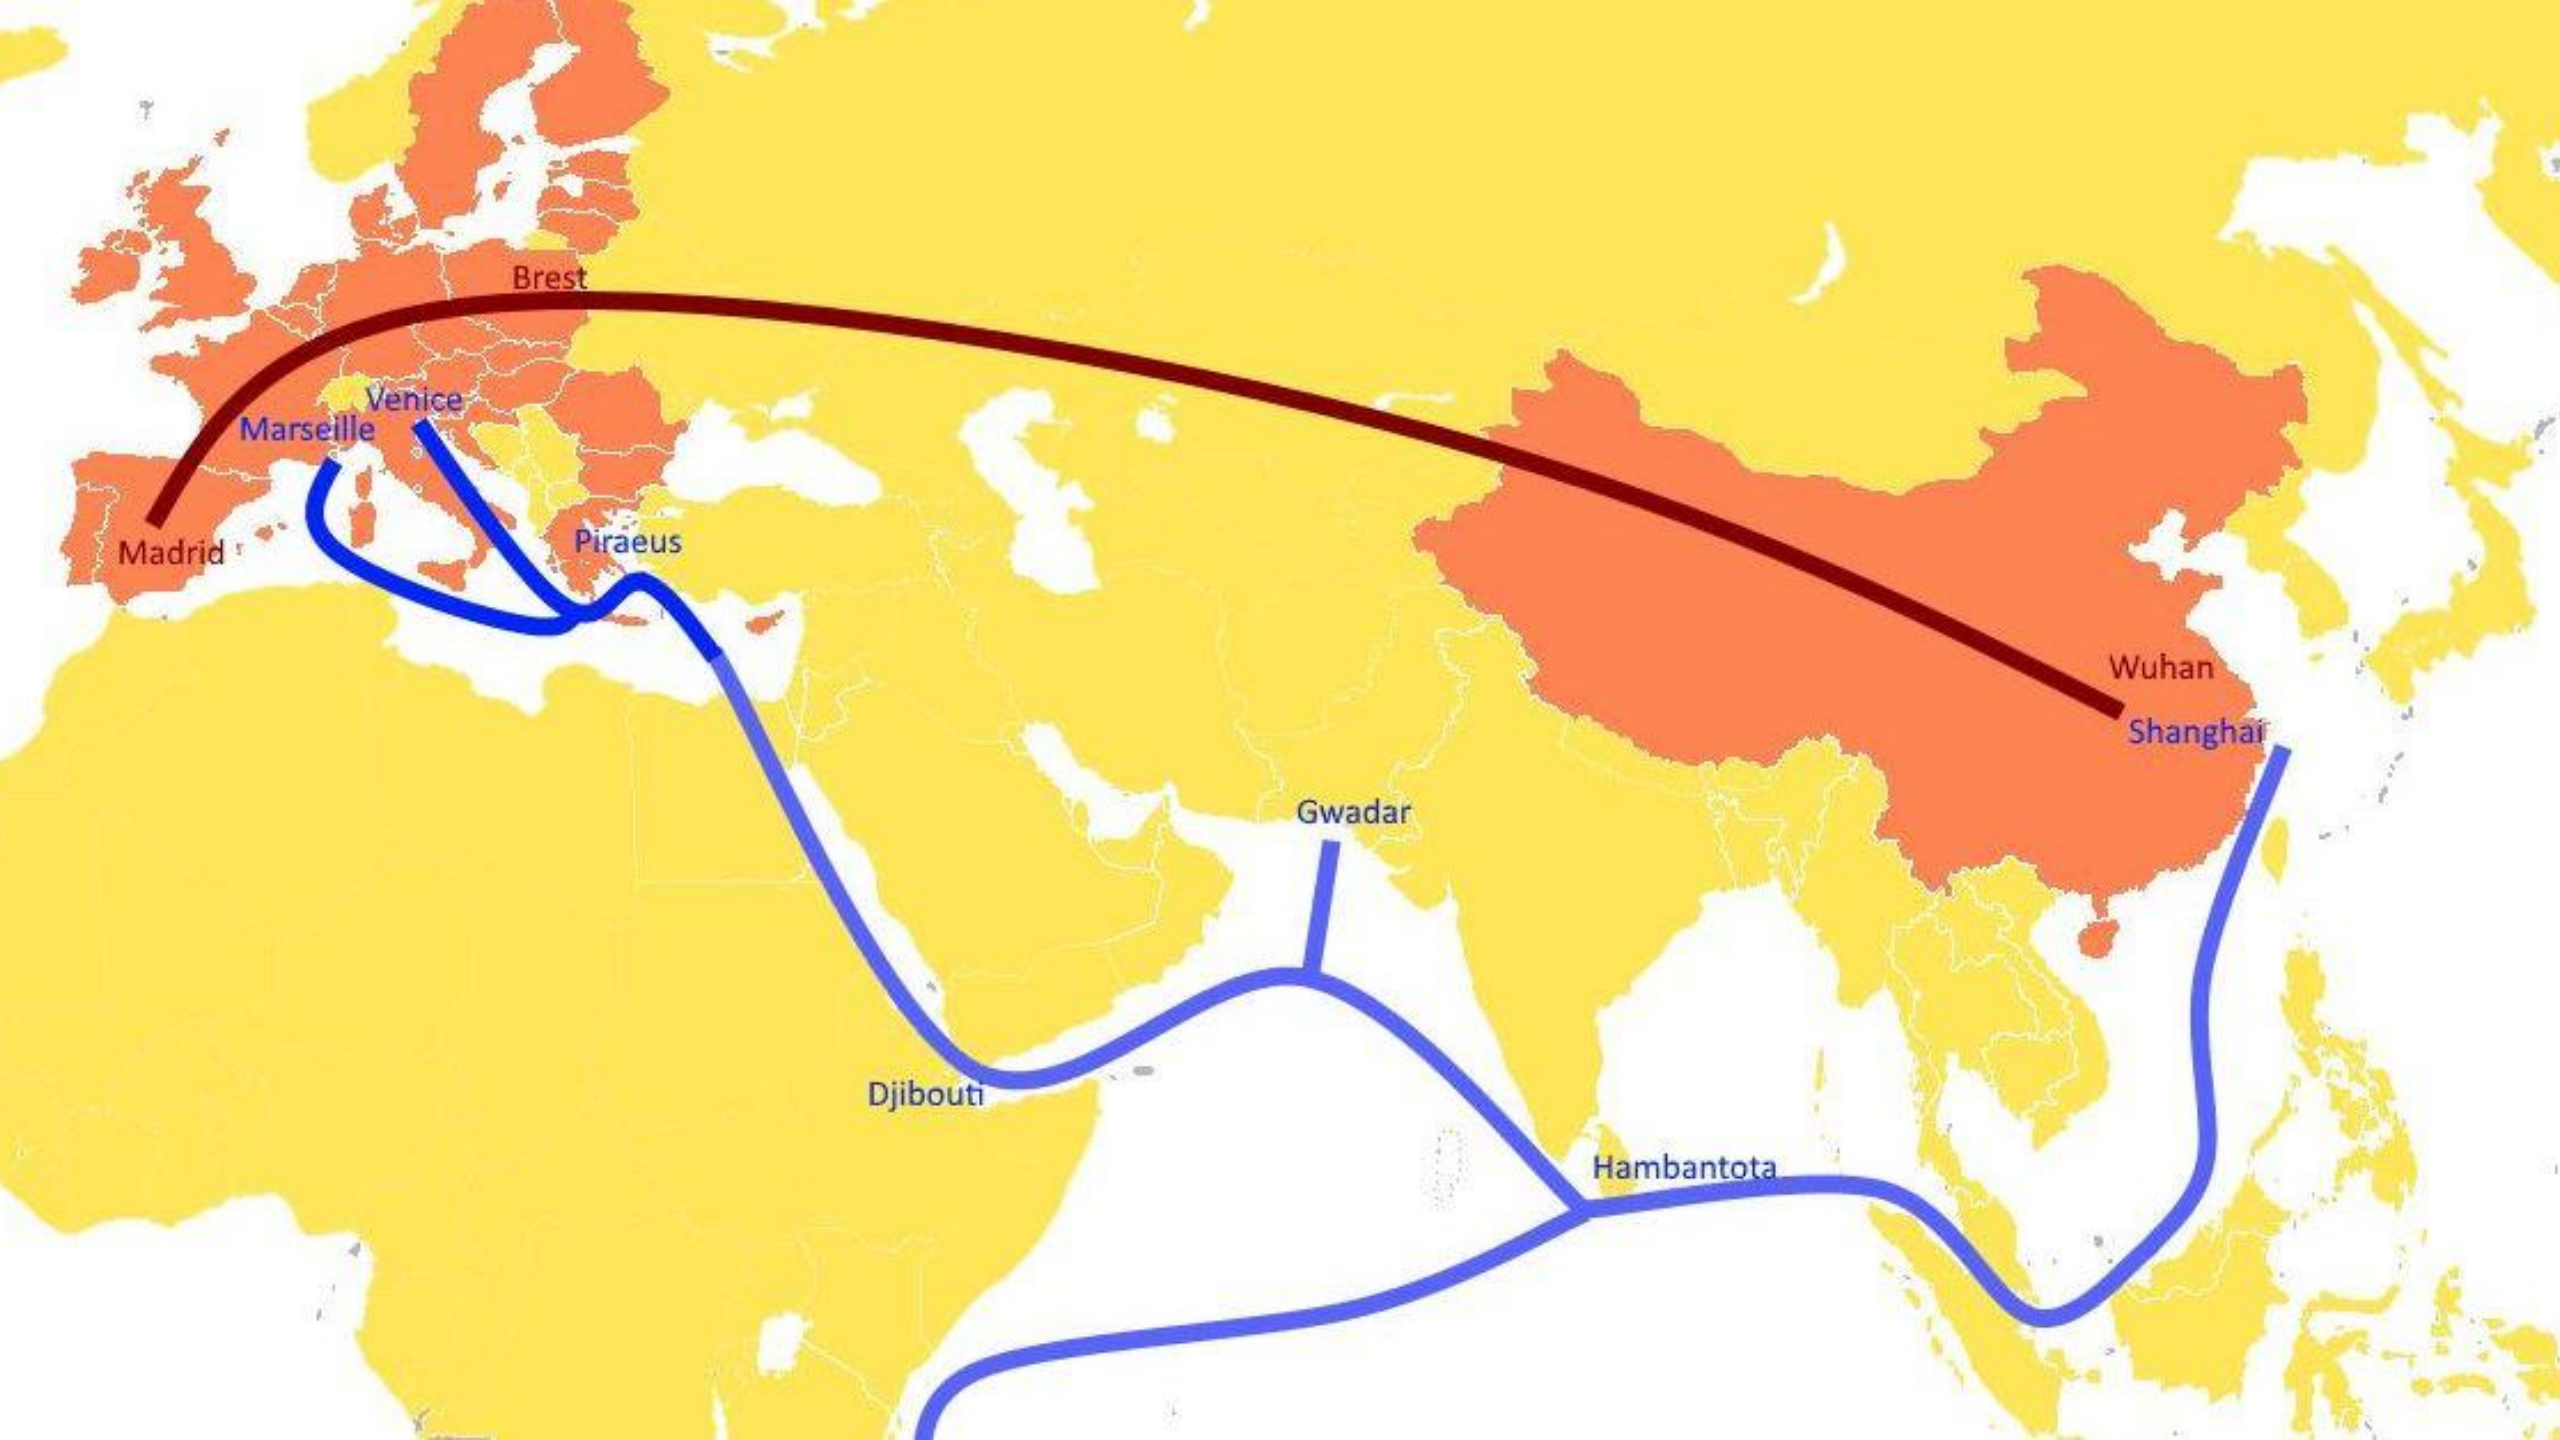 Brest
Venice
Marseille
Madrid
Piraeus
Wuhan
Shanghai
Gwadar
Djibouti
Hambantota